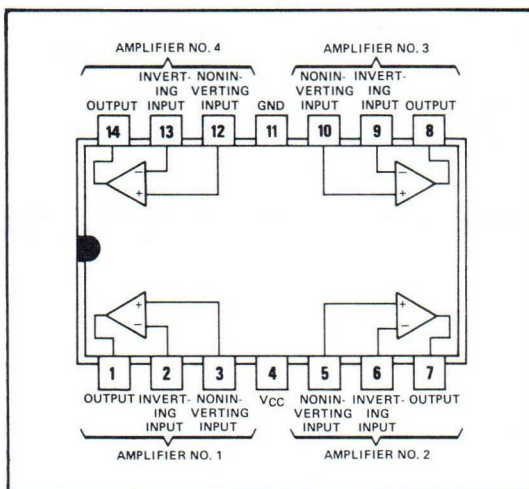 AMPLIFIER NO. 4 AMPLIFIER NO. 3
INVERT- NONIN- NONIN- INVERT-
ING VERTING VERTING ING
OUTPUT INPUT INPUT GND INPUT INPUT OUTPUT
14 13 12 11 10 9 8
− − 
+ +
+ +
− −
1 2 3 4 5 6 7
OUTPUT INVERT- NONIN- VCC NONIN- INVERT- OUTPUT
ING VERTING VERTING ING
INPUT INPUT INPUT INPUT
AMPLIFIER NO. 1 AMPLIFIER NO. 2